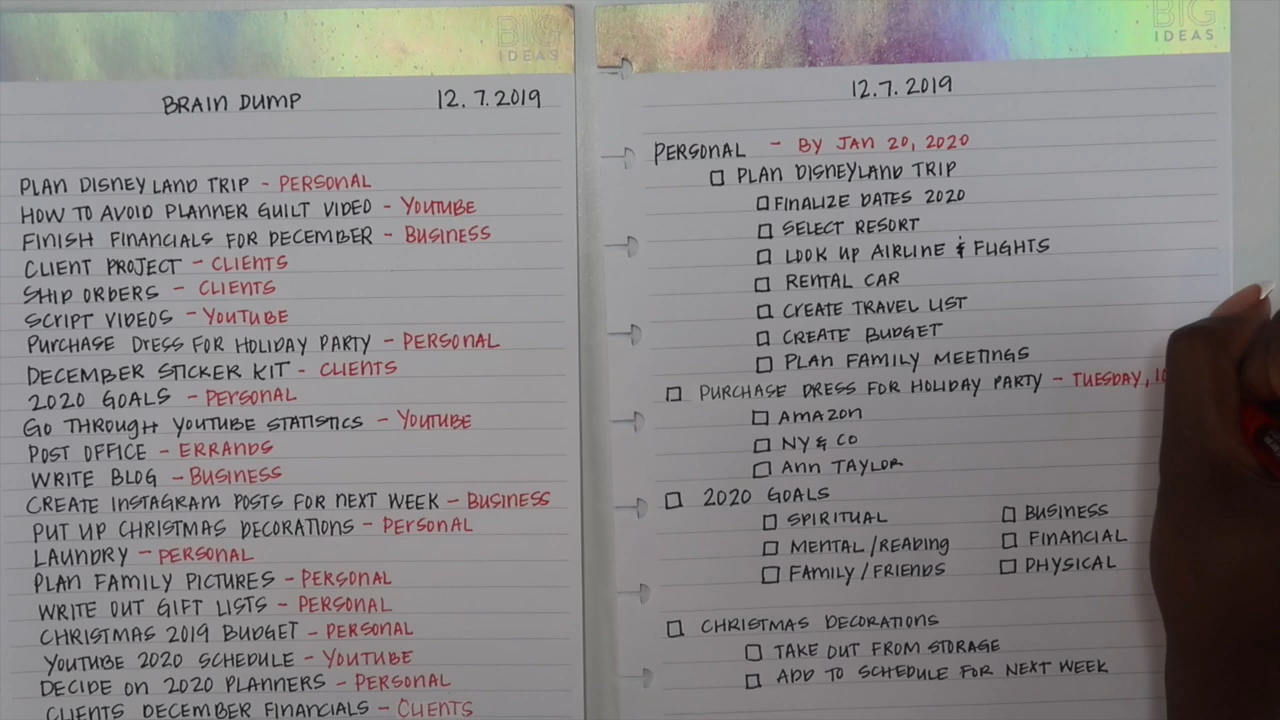 BIG
IDEAS
BRAIN DUMP 12.7.2019
PLAN DISNEYLAND TRIP - PERSONAL
HOW TO AVOID PLANNER GUILT VIDEO - YOUTUBE
FINISH FINANCIALS FOR DECEMBER - BUSINESS
CLIENT PROJECT - CLIENTS
SHIP ORDERS - CLIENTS
SCRIPT VIDEOS - YOUTUBE
PURCHASE DRESS FOR HOLIDAY PARTY - PERSONAL
DECEMBER STICKER KIT - CLIENTS
2020 GOALS - PERSONAL
GO THROUGH YOUTUBE STATISTICS - YOUTUBE
POST OFFICE - ERRANDS
WRITE BLOG - BUSINESS
CREATE INSTAGRAM POSTS FOR NEXT WEEK - BUSINESS
PUT UP CHRISTMAS DECORATIONS - PERSONAL
LAUNDRY - PERSONAL
PLAN FAMILY PICTURES - PERSONAL
WRITE OUT GIFT LISTS - PERSONAL
CHRISTMAS 2019 BUDGET - PERSONAL
YOUTUBE 2020 SCHEDULE - YOUTUBE
DECIDE ON 2020 PLANNERS - PERSONAL
CLIENTS DECEMBER FINANCIALS - CLIENTS
BIG
IDEAS
12.7.2019
PERSONAL - BY JAN 20, 2020
PLAN DISNEYLAND TRIP
FINALIZE DATES 2020
SELECT RESORT
LOOK UP AIRLINE & FLIGHTS
RENTAL CAR
CREATE TRAVEL LIST
CREATE BUDGET
PLAN FAMILY MEETINGS
PURCHASE DRESS FOR HOLIDAY PARTY - TUESDAY, 10
AMAZON
NY & CO
ANN TAYLOR
2020 GOALS
SPIRITUAL BUSINESS
MENTAL/READING FINANCIAL
FAMILY/FRIENDS PHYSICAL
CHRISTMAS DECORATIONS
TAKE OUT FROM STORAGE
ADD TO SCHEDULE FOR NEXT WEEK